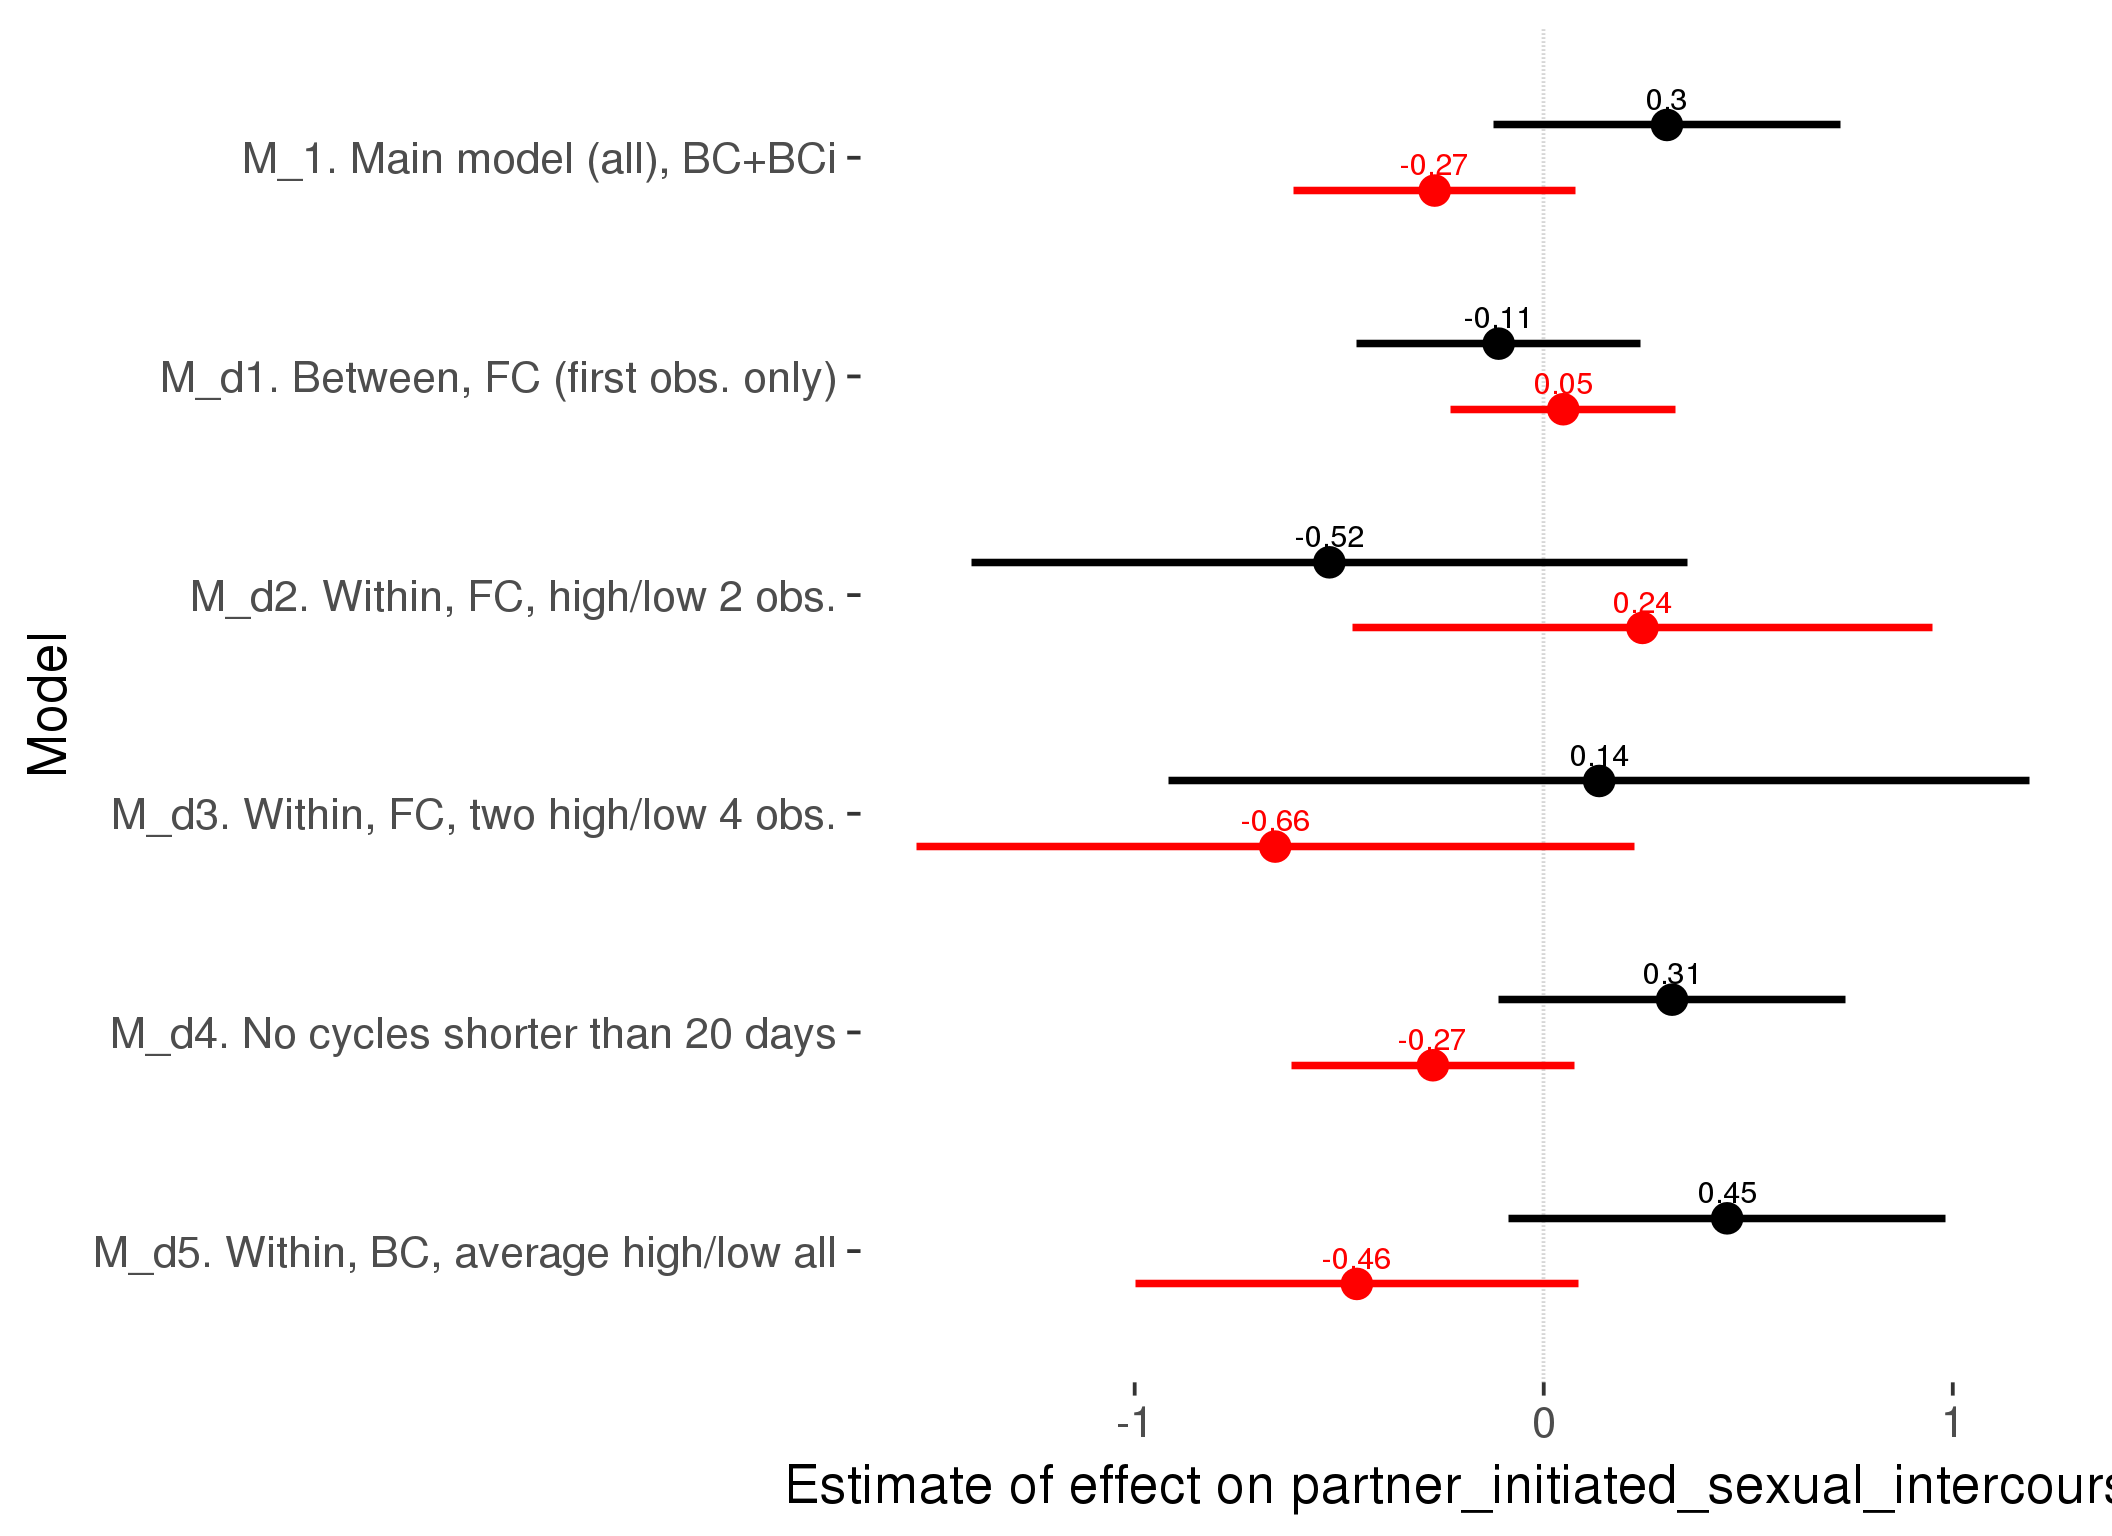 0.3
M_1. Main model (all), BC+BCi
-0.27
-0.11
M_d1. Between, FC (first obs. only)
0.05
-0.52
M_d2. Within, FC, high/low 2 obs.
0.24
Model
0.14
M_d3. Within, FC, two high/low 4 obs.
-0.66
0.31
M_d4. No cycles shorter than 20 days
-0.27
0.45
M_d5. Within, BC, average high/low all
-0.46
-1 0 1
Estimate of effect on partner_initiated_sexual_intercours